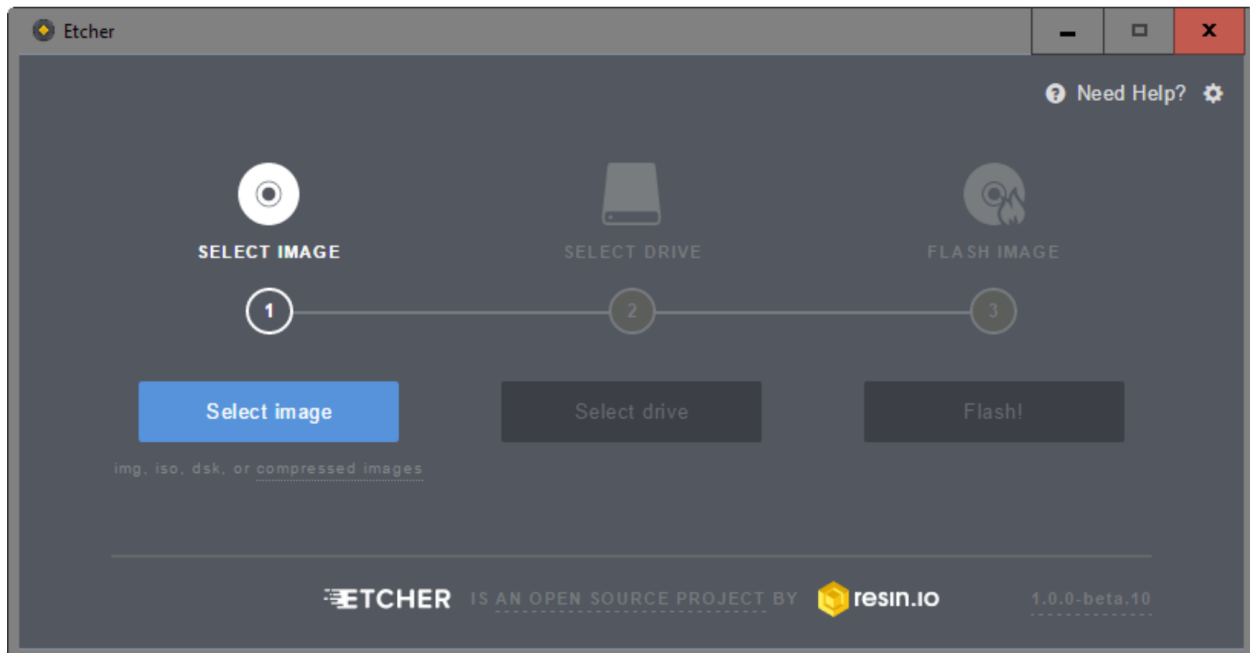 Etcher
Need Help?
SELECT IMAGE
SELECT DRIVE
FLASH IMAGE
1
2
3
Select image
Select drive
Flash!
img, iso, dsk, or compressed images
ETCHER IS AN OPEN SOURCE PROJECT BY resin.io 1.0.0-beta.10